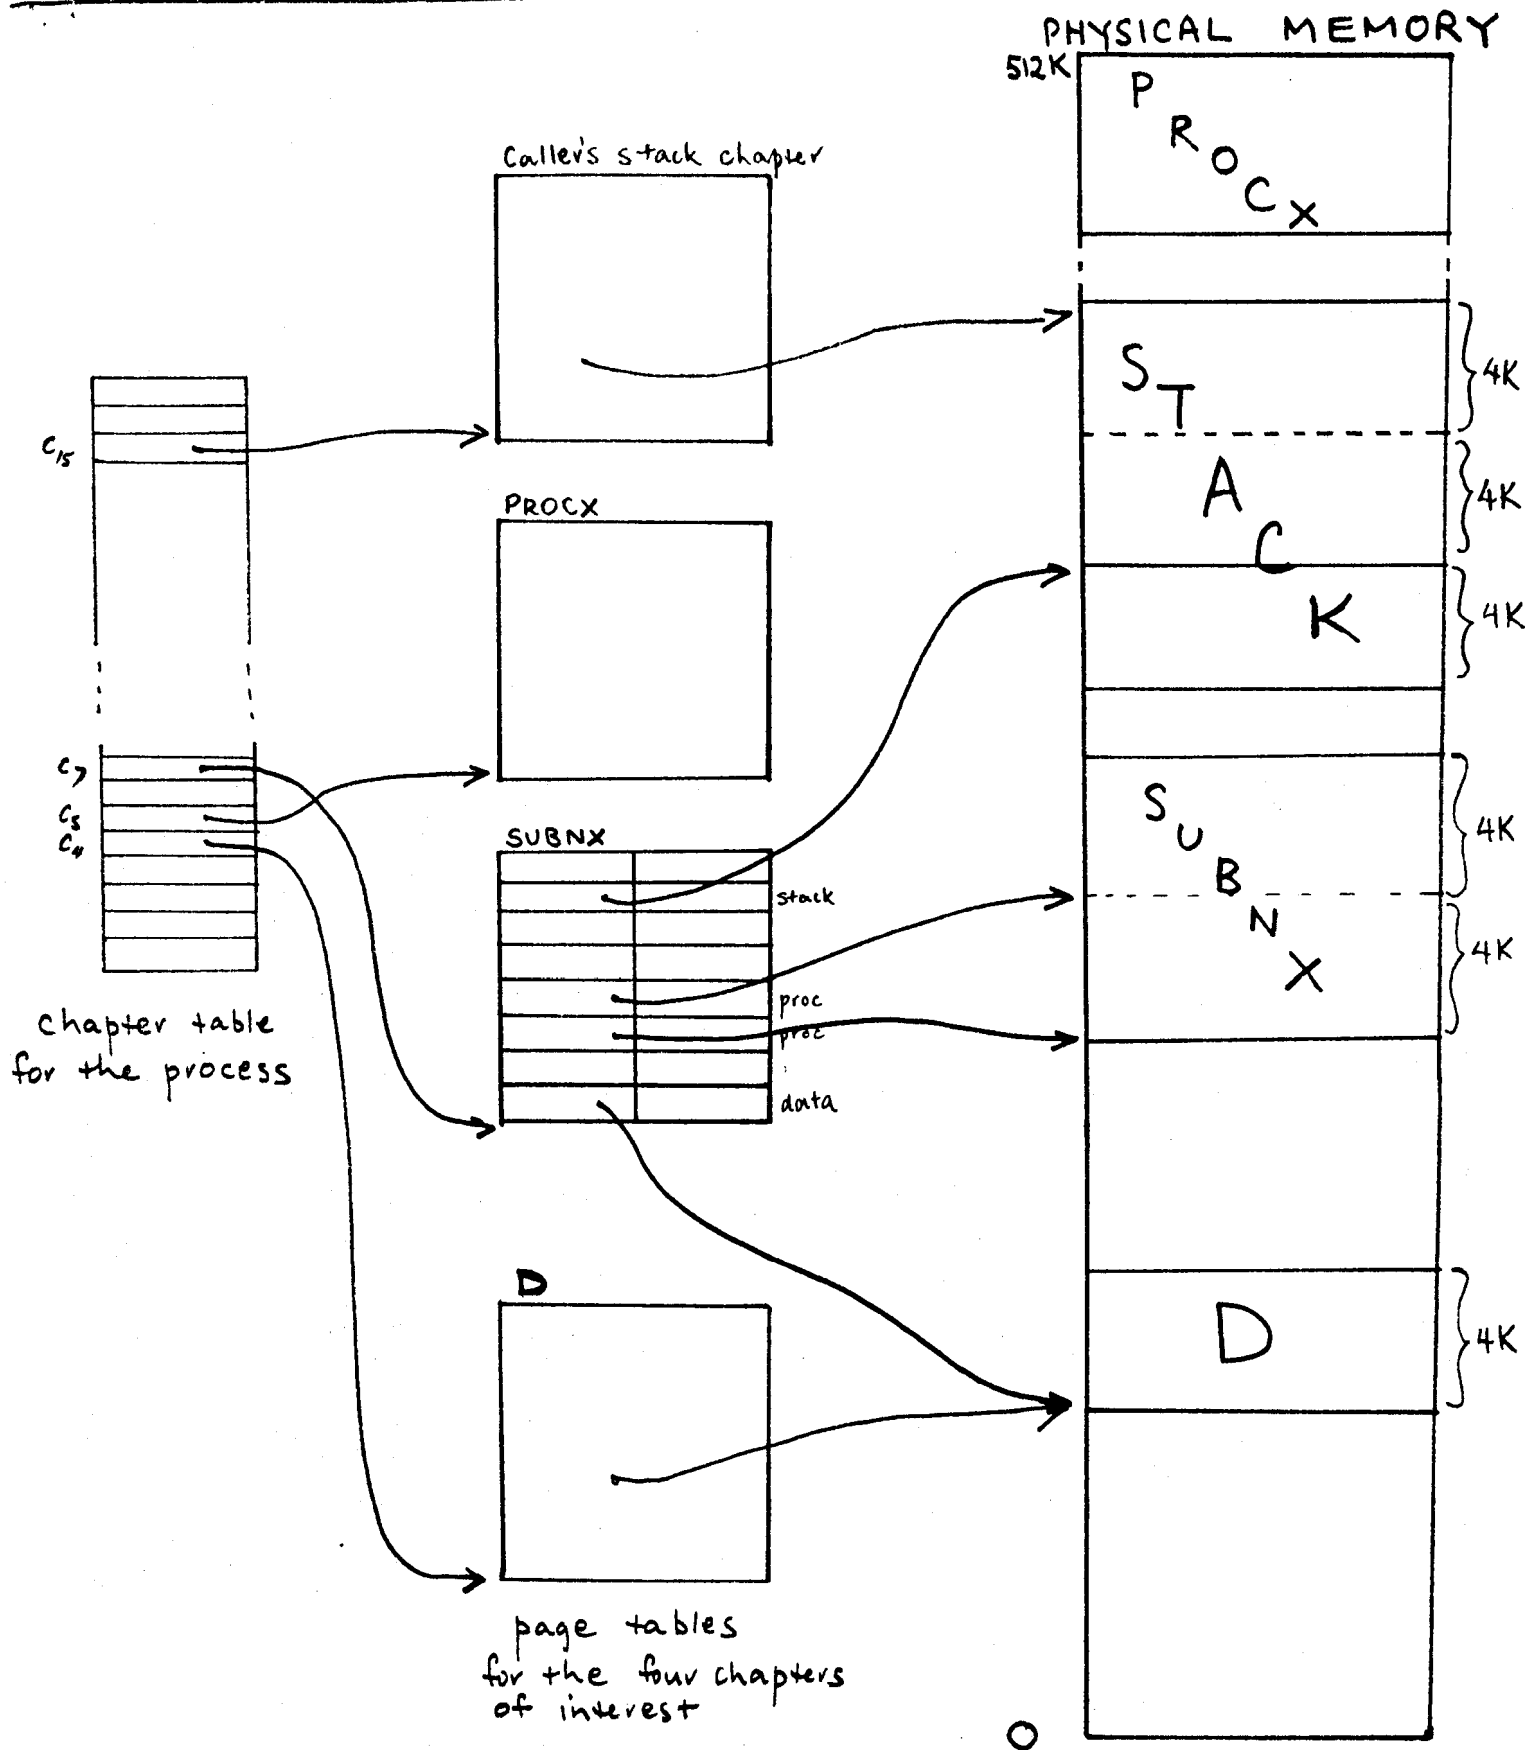 PHYSICAL MEMORY
512K
PROCX
Caller's stack chapter
4K
STACK
C15
4K
PROCX
4K
C7
C5
C4
SUBNX
4K
SUBNX
stack
4K
proc
proc
data
chapter table
for the process
D
D
4K
page tables
for the four chapters
of interest
0